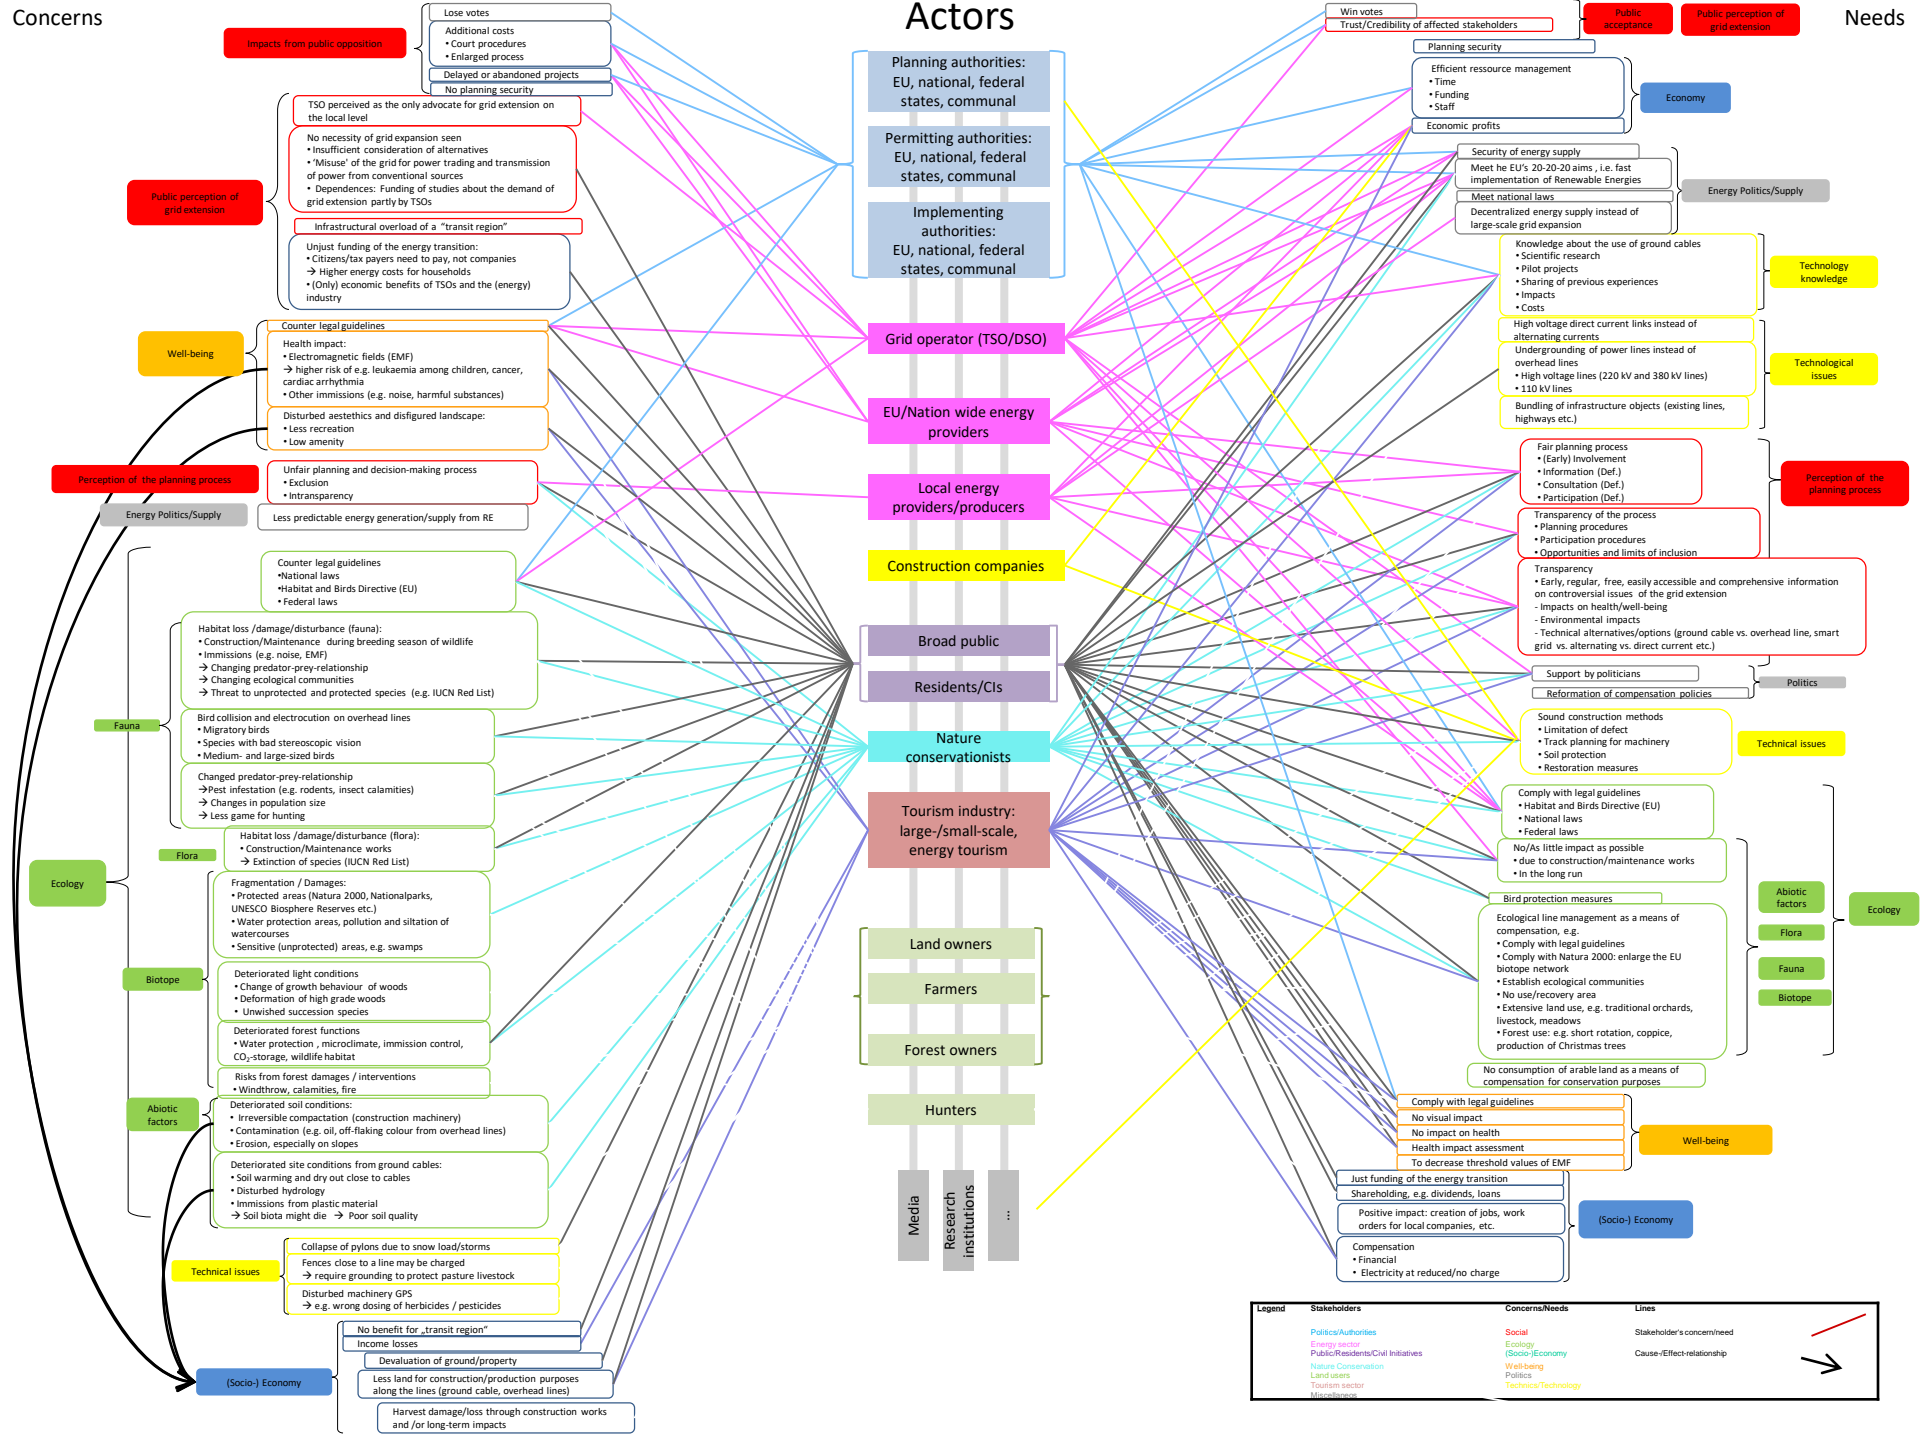 Concerns
Actors
Needs
Impacts from public opposition
Lose votes
Additional costs
• Court procedures
• Enlarged process
Delayed or abandoned projects
No planning security
Public perception of
grid extension
TSO perceived as the only advocate for grid extension on
the local level
No necessity of grid expansion seen
• Insufficient consideration of alternatives
• ‘Misuse' of the grid for power trading and transmission
of power from conventional sources
• Dependences: Funding of studies about the demand of
grid extension partly by TSOs
Infrastructural overload of a “transit region”
Unjust funding of the energy transition:
• Citizens/tax payers need to pay, not companies
→ Higher energy costs for households
• (Only) economic benefits of TSOs and the (energy)
industry
Well-being
Counter legal guidelines
Health impact:
• Electromagnetic fields (EMF)
→ higher risk of e.g. leukaemia among children, cancer,
cardiac arrhythmia
• Other immissions (e.g. noise, harmful substances)
Disturbed aestethics and disfigured landscape:
• Less recreation
• Low amenity
Perception of the planning process
Unfair planning and decision-making process
• Exclusion
• Intransparency
Energy Politics/Supply
Less predictable energy generation/supply from RE
Ecology
Counter legal guidelines
•National laws
•Habitat and Birds Directive (EU)
• Federal laws
Fauna
Habitat loss /damage/disturbance (fauna):
• Construction/Maintenance during breeding season of wildlife
• Immissions (e.g. noise, EMF)
→ Changing predator-prey-relationship
→ Changing ecological communities
→ Threat to unprotected and protected species (e.g. IUCN Red List)
Bird collision and electrocution on overhead lines
• Migratory birds
• Species with bad stereoscopic vision
• Medium- and large-sized birds
Changed predator-prey-relationship
→Pest infestation (e.g. rodents, insect calamities)
→ Changes in population size
→ Less game for hunting
Flora
Habitat loss /damage/disturbance (flora):
• Construction/Maintenance works
→ Extinction of species (IUCN Red List)
Biotope
Fragmentation / Damages:
• Protected areas (Natura 2000, Nationalparks,
UNESCO Biosphere Reserves etc.)
• Water protection areas, pollution and siltation of
watercourses
• Sensitive (unprotected) areas, e.g. swamps
Deteriorated light conditions
• Change of growth behaviour of woods
• Deformation of high grade woods
• Unwished succession species
Deteriorated forest functions
• Water protection , microclimate, immission control,
CO₂-storage, wildlife habitat
Risks from forest damages / interventions
• Windthrow, calamities, fire
Abiotic
factors
Deteriorated soil conditions:
• Irreversible compactation (construction machinery)
• Contamination (e.g. oil, off-flaking colour from overhead lines)
• Erosion, especially on slopes
Deteriorated site conditions from ground cables:
• Soil warming and dry out close to cables
• Disturbed hydrology
• Immissions from plastic material
→ Soil biota might die → Poor soil quality
Technical issues
Collapse of pylons due to snow load/storms
Fences close to a line may be charged
→ require grounding to protect pasture livestock
Disturbed machinery GPS
→ e.g. wrong dosing of herbicides / pesticides
(Socio-) Economy
No benefit for „transit region“
Income losses
Devaluation of ground/property
Less land for construction/production purposes
along the lines (ground cable, overhead lines)
Harvest damage/loss through construction works
and /or long-term impacts
Planning authorities:
EU, national, federal
states, communal
Permitting authorities:
EU, national, federal
states, communal
Implementing
authorities:
EU, national, federal
states, communal
Grid operator (TSO/DSO)
EU/Nation wide energy
providers
Local energy
providers/producers
Construction companies
Broad public
Residents/CIs
Nature
conservationists
Tourism industry:
large-/small-scale,
energy tourism
Land owners
Farmers
Forest owners
Hunters
Media
Research
institutions
...
Win votes
Trust/Credibility of affected stakeholders
Public
acceptance
Public perception of
grid extension
Planning security
Efficient ressource management
• Time
• Funding
• Staff
Economic profits
Economy
Security of energy supply
Meet he EU's 20-20-20 aims , i.e. fast
implementation of Renewable Energies
Meet national laws
Decentralized energy supply instead of
large-scale grid expansion
Energy Politics/Supply
Knowledge about the use of ground cables
• Scientific research
• Pilot projects
• Sharing of previous experiences
• Impacts
• Costs
Technology
knowledge
High voltage direct current links instead of
alternating currents
Undergrounding of power lines instead of
overhead lines
• High voltage lines (220 kV and 380 kV lines)
• 110 kV lines
Bundling of infrastructure objects (existing lines,
highways etc.)
Technological
issues
Fair planning process
• (Early) Involvement
• Information (Def.)
• Consultation (Def.)
• Participation (Def.)
Transparency of the process
• Planning procedures
• Participation procedures
• Opportunities and limits of inclusion
Transparency
• Early, regular, free, easily accessible and comprehensive information
on controversial issues of the grid extension
- Impacts on health/well-being
- Environmental impacts
- Technical alternatives/options (ground cable vs. overhead line, smart
grid vs. alternating vs. direct current etc.)
Perception of the
planning process
Support by politicians
Reformation of compensation policies
Politics
Sound construction methods
• Limitation of defect
• Track planning for machinery
• Soil protection
• Restoration measures
Technical issues
Comply with legal guidelines
• Habitat and Birds Directive (EU)
• National laws
• Federal laws
No/As little impact as possible
• due to construction/maintenance works
• In the long run
Bird protection measures
Ecological line management as a means of
compensation, e.g.
• Comply with legal guidelines
• Comply with Natura 2000: enlarge the EU
biotope network
• Establish ecological communities
• No use/recovery area
• Extensive land use, e.g. traditional orchards,
livestock, meadows
• Forest use: e.g. short rotation, coppice,
production of Christmas trees
Abiotic
factors
Flora
Fauna
Biotope
Ecology
No consumption of arable land as a means of
compensation for conservation purposes
Comply with legal guidelines
No visual impact
No impact on health
Health impact assessment
To decrease threshold values of EMF
Well-being
Just funding of the energy transition
Shareholding, e.g. dividends, loans
Positive impact: creation of jobs, work
orders for local companies, etc.
Compensation
• Financial
• Electricity at reduced/no charge
(Socio-) Economy
Legend
Stakeholders
Concerns/Needs
Lines
Politics/Authorities
Energy sector
Public/Residents/Civil Initiatives
Nature Conservation
Land users
Tourism sector
Miscellaneos
Social
Ecology
(Socio-)Economy
Well-being
Politics
Technical/Technology
Stakeholder's concern/need
Cause-/Effect-relationship